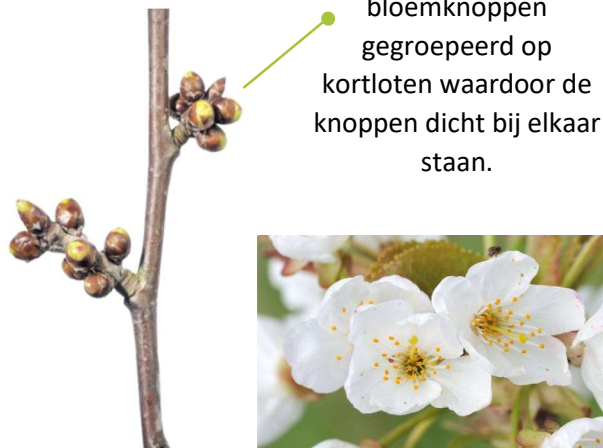 bloemknoppen
gegroepeerd op
kortloten waardoor de
knoppen dicht bij elkaar
staan.